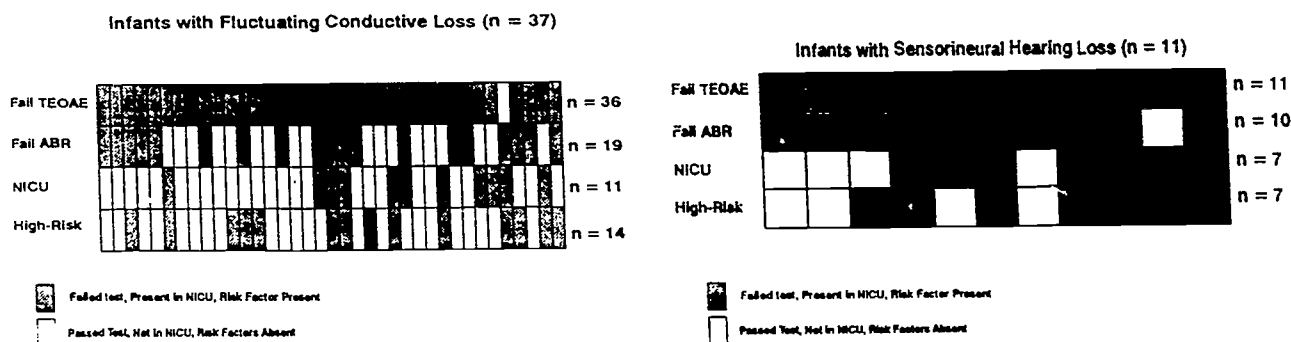 Infants with Fluctuating Conductive Loss (n = 37)
Fail TEOAE
n = 36
Fail ABR
n = 19
NICU
n = 11
High-Risk
n = 14
Failed test, Present in NICU, Risk Factor Present
Passed Test, Not in NICU, Risk Factors Absent
Infants with Sensorineural Hearing Loss (n = 11)
Fail TEOAE
n = 11
Fail ABR
n = 10
NICU
n = 7
High-Risk
n = 7
Failed test, Present in NICU, Risk Factor Present
Passed Test, Not in NICU, Risk Factors Absent